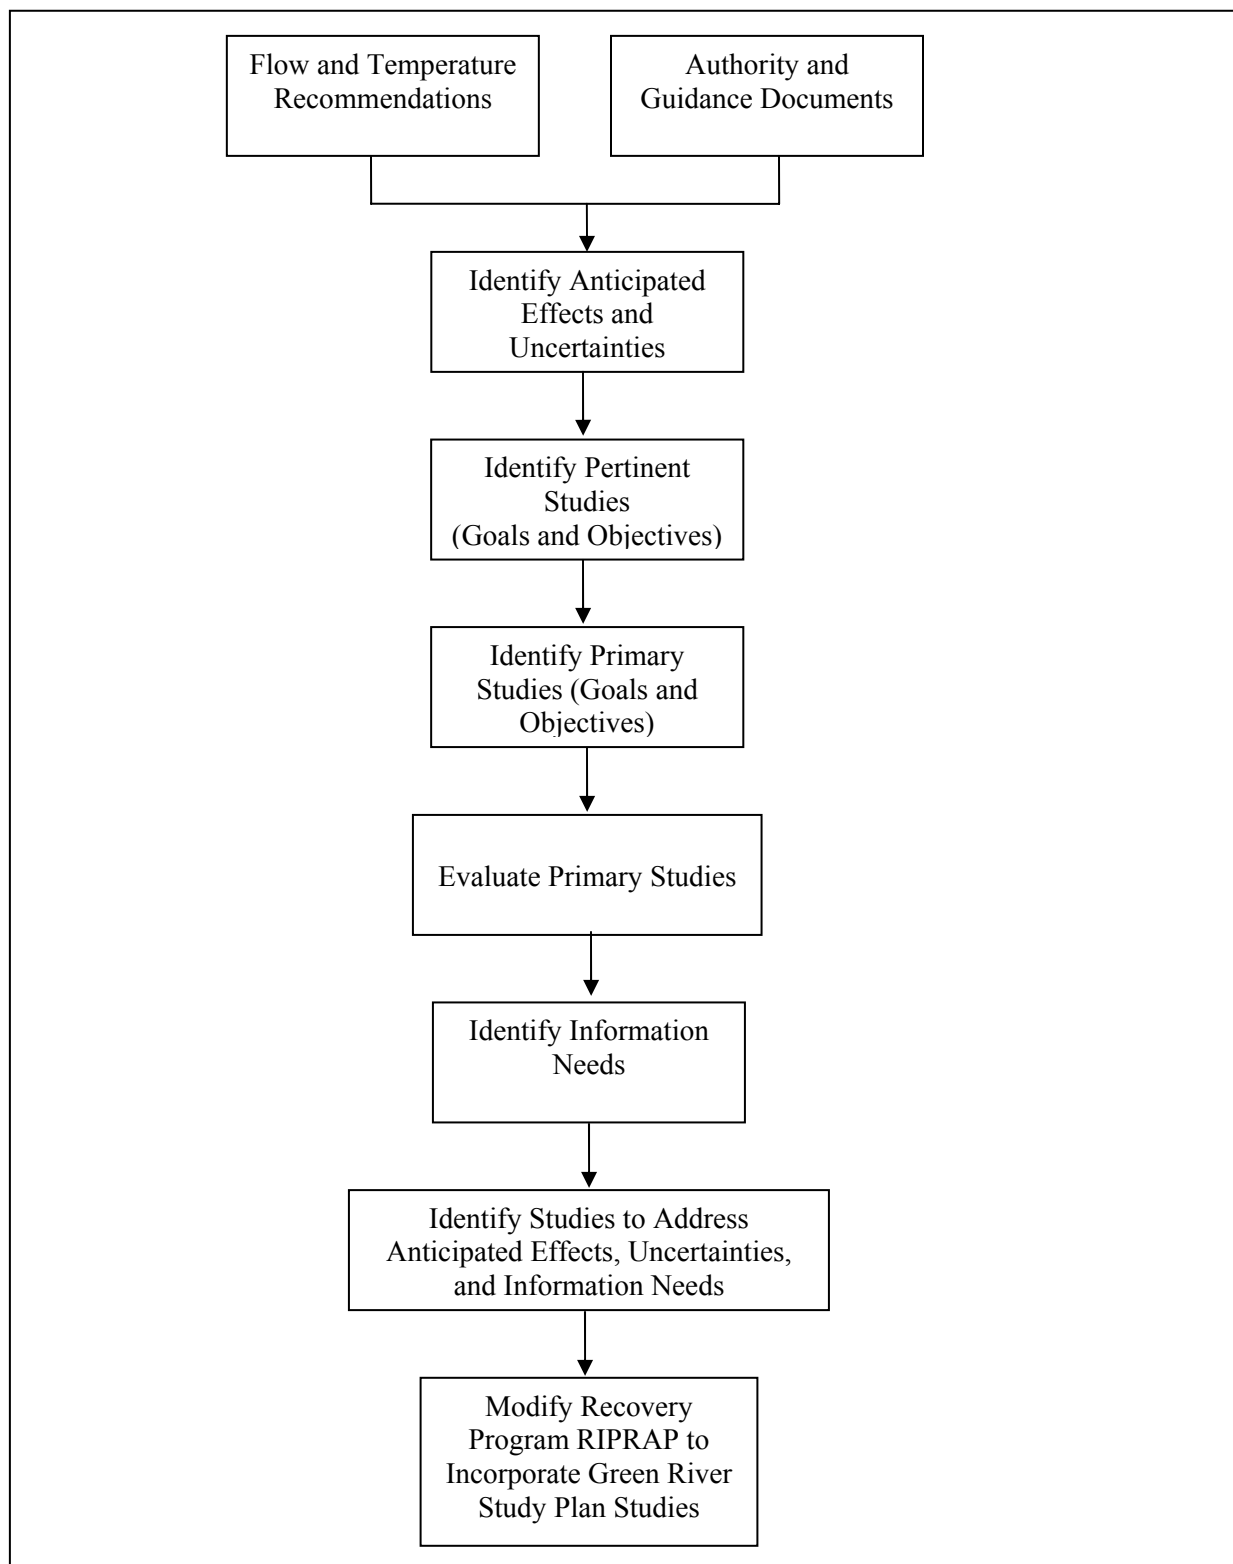 Flow and Temperature
Recommendations
Authority and
Guidance Documents
Identify Anticipated
Effects and
Uncertainties
Identify Pertinent
Studies
(Goals and Objectives)
Identify Primary
Studies (Goals and
Objectives)
Evaluate Primary Studies
Identify Information
Needs
Identify Studies to Address
Anticipated Effects, Uncertainties,
and Information Needs
Modify Recovery
Program RIPRAP to
Incorporate Green River
Study Plan Studies